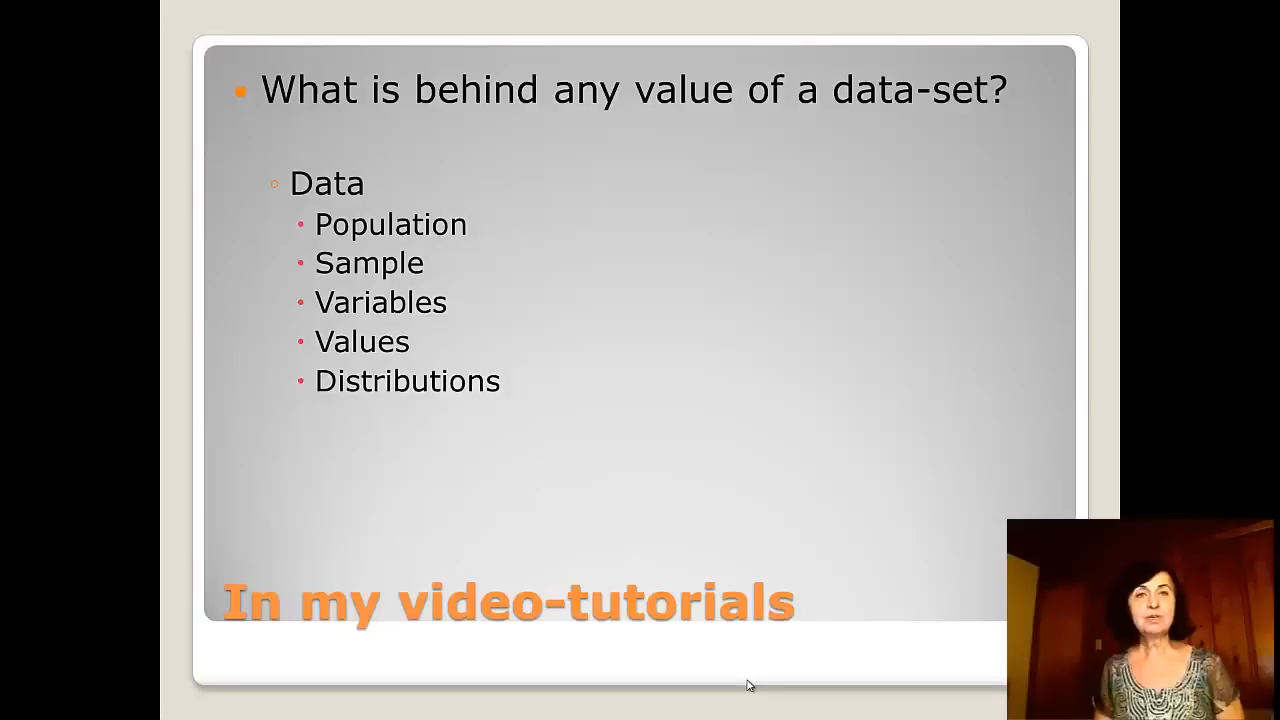 What is behind any value of a data-set?
Data
Population
Sample
Variables
Values
Distributions
In my video-tutorials